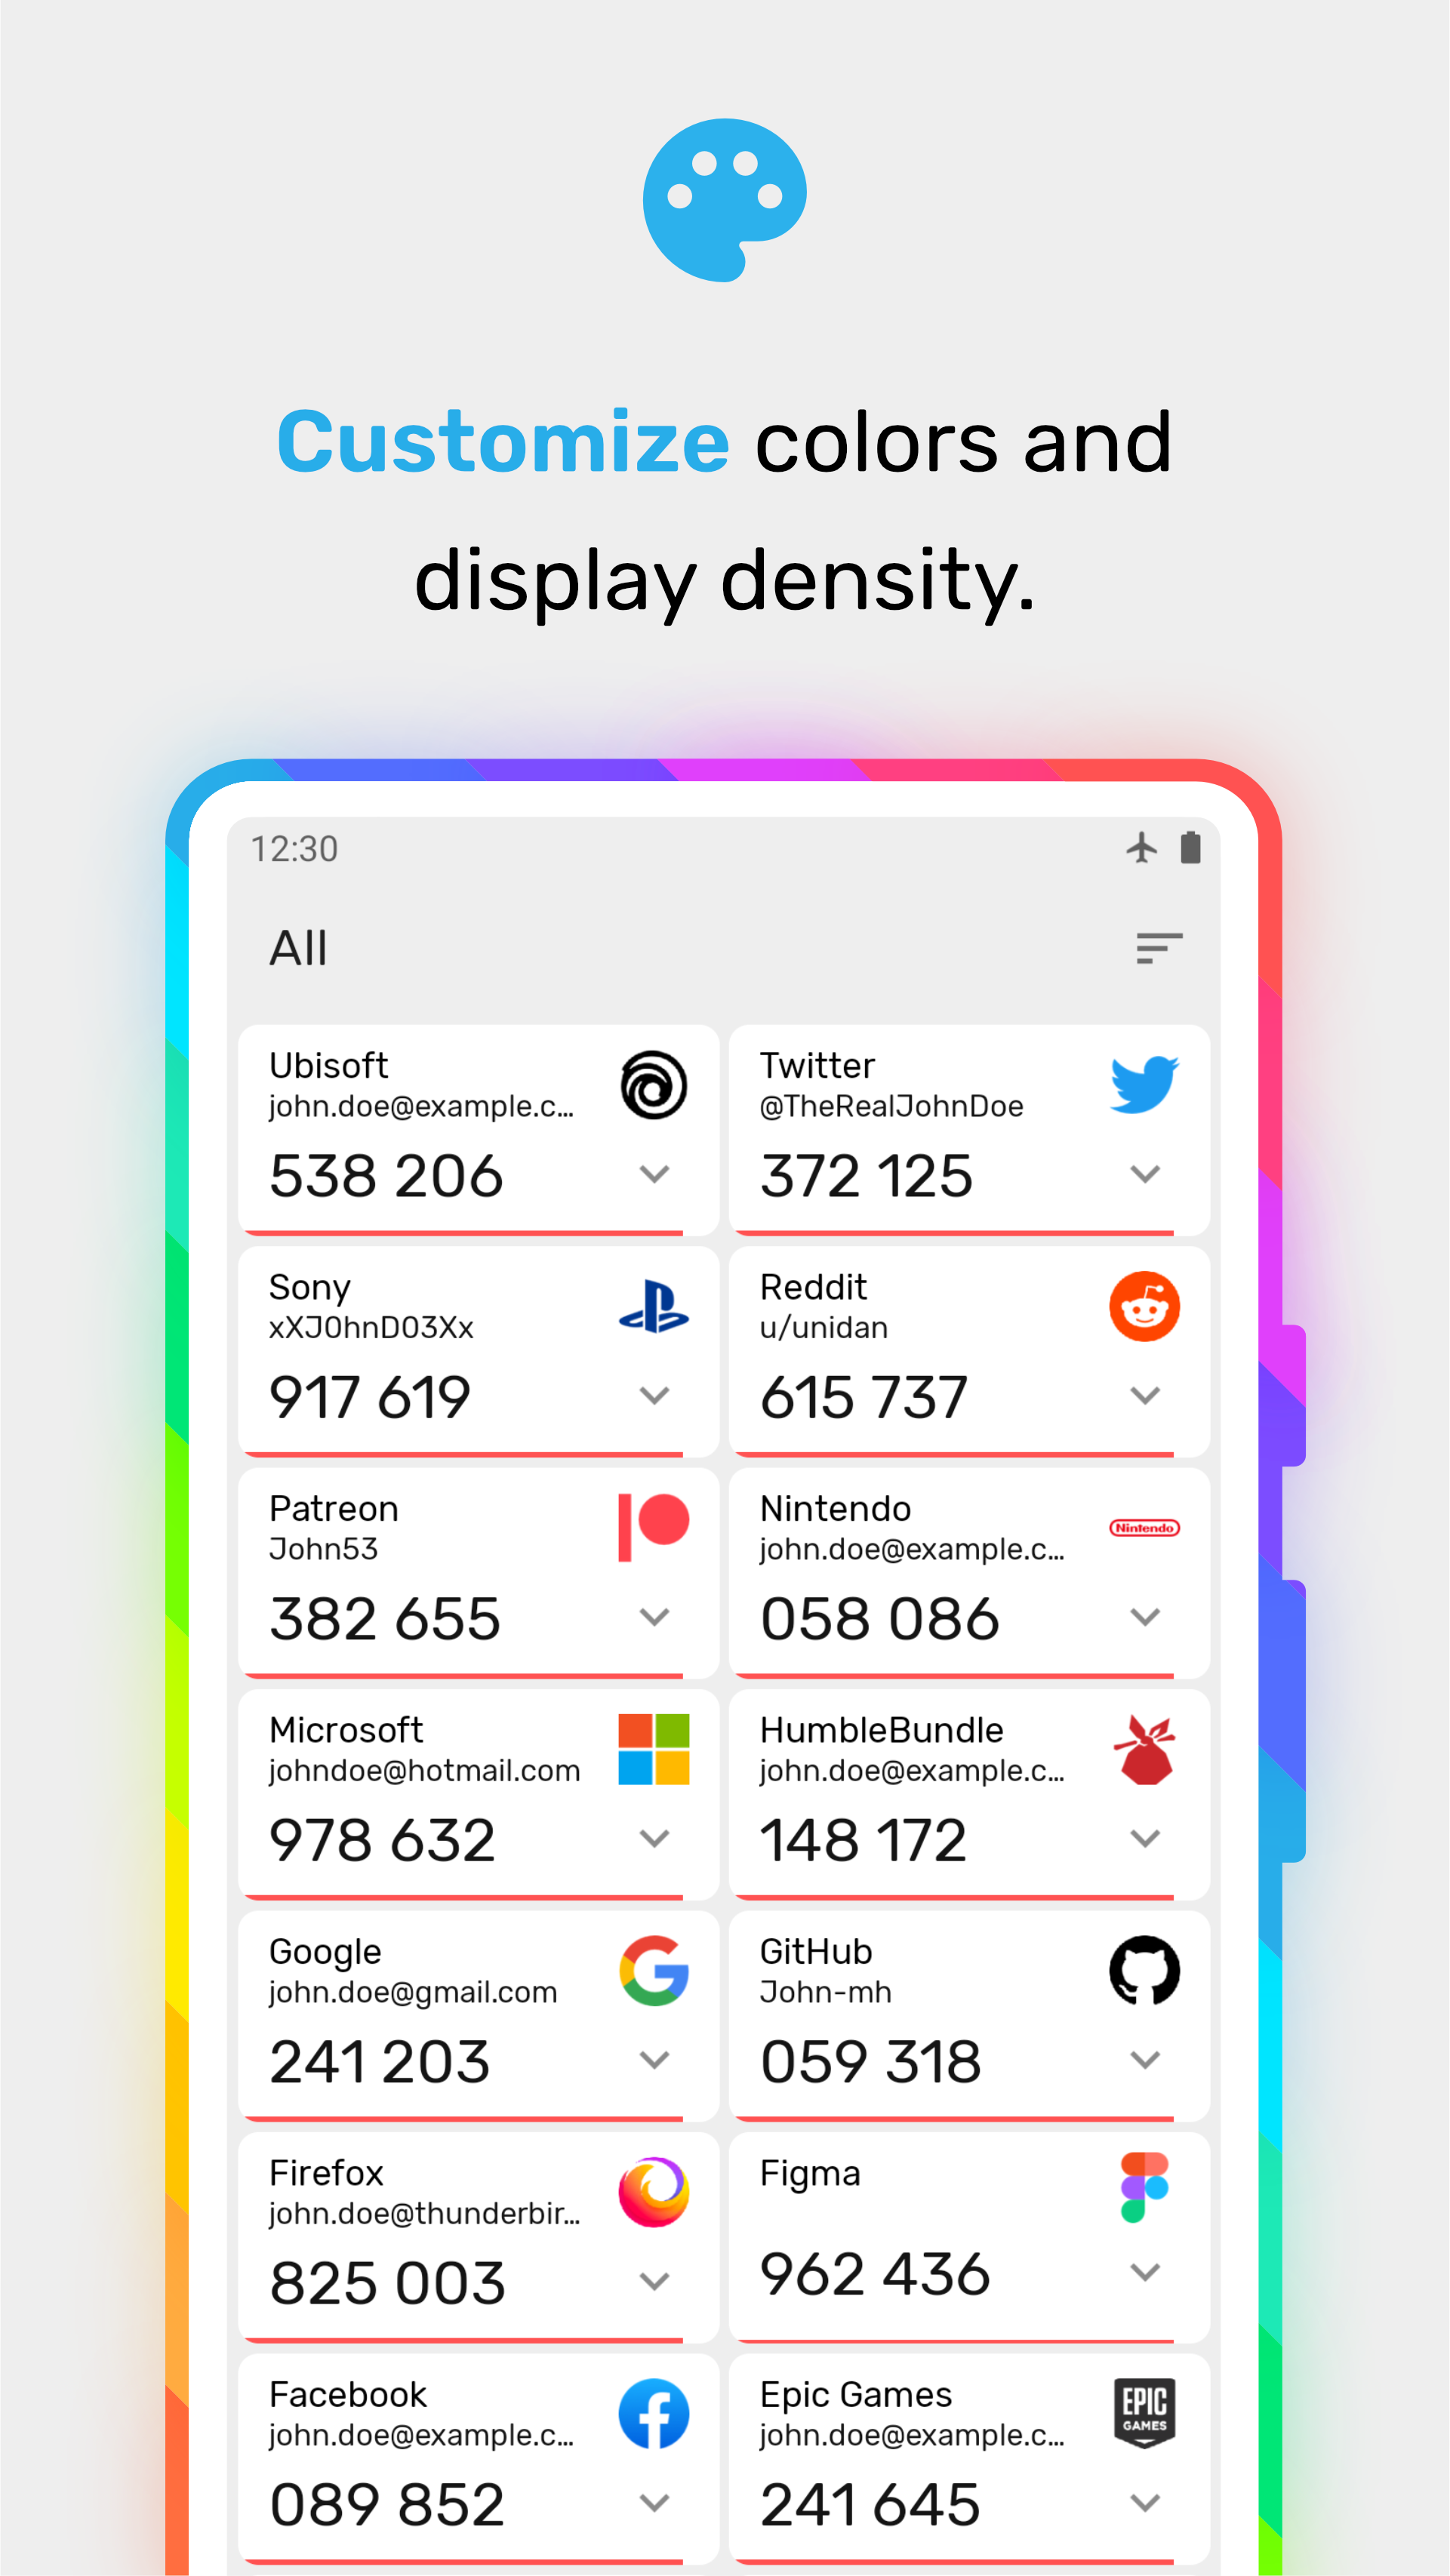 Customize colors and
display density.
12:30
All
Ubisoft
john.doe@example.c...
538 206
Twitter
@TheRealJohnDoe
372 125
Sony
xXJ0hnD03Xx
917 619
Reddit
u/unidan
615 737
Patreon
John53
382 655
Nintendo
john.doe@example.c...
Nintendo
058 086
Microsoft
johndoe@hotmail.com
978 632
HumbleBundle
john.doe@example.c...
148 172
Google
john.doe@gmail.com
241 203
GitHub
John-mh
059 318
Firefox
john.doe@thunderbir...
825 003
Figma
962 436
Facebook
john.doe@example.c...
089 852
Epic Games
john.doe@example.c...
EPIC
GAMES
241 645